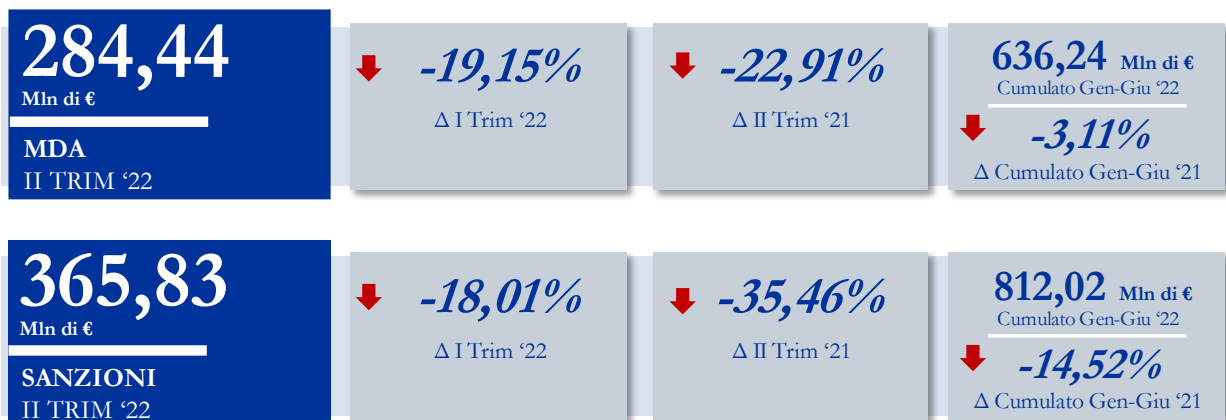 284,44
Mln di €
MDA
II TRIM ‘22
-19,15%
Δ I Trim ‘22
-22,91%
Δ II Trim ‘21
636,24 Mln di €
Cumulato Gen-Giu ‘22
-3,11%
Δ Cumulato Gen-Giu ‘21
365,83
Mln di €
SANZIONI
II TRIM ‘22
-18,01%
Δ I Trim ‘22
-35,46%
Δ II Trim ‘21
812,02 Mln di €
Cumulato Gen-Giu ‘22
-14,52%
Δ Cumulato Gen-Giu ‘21